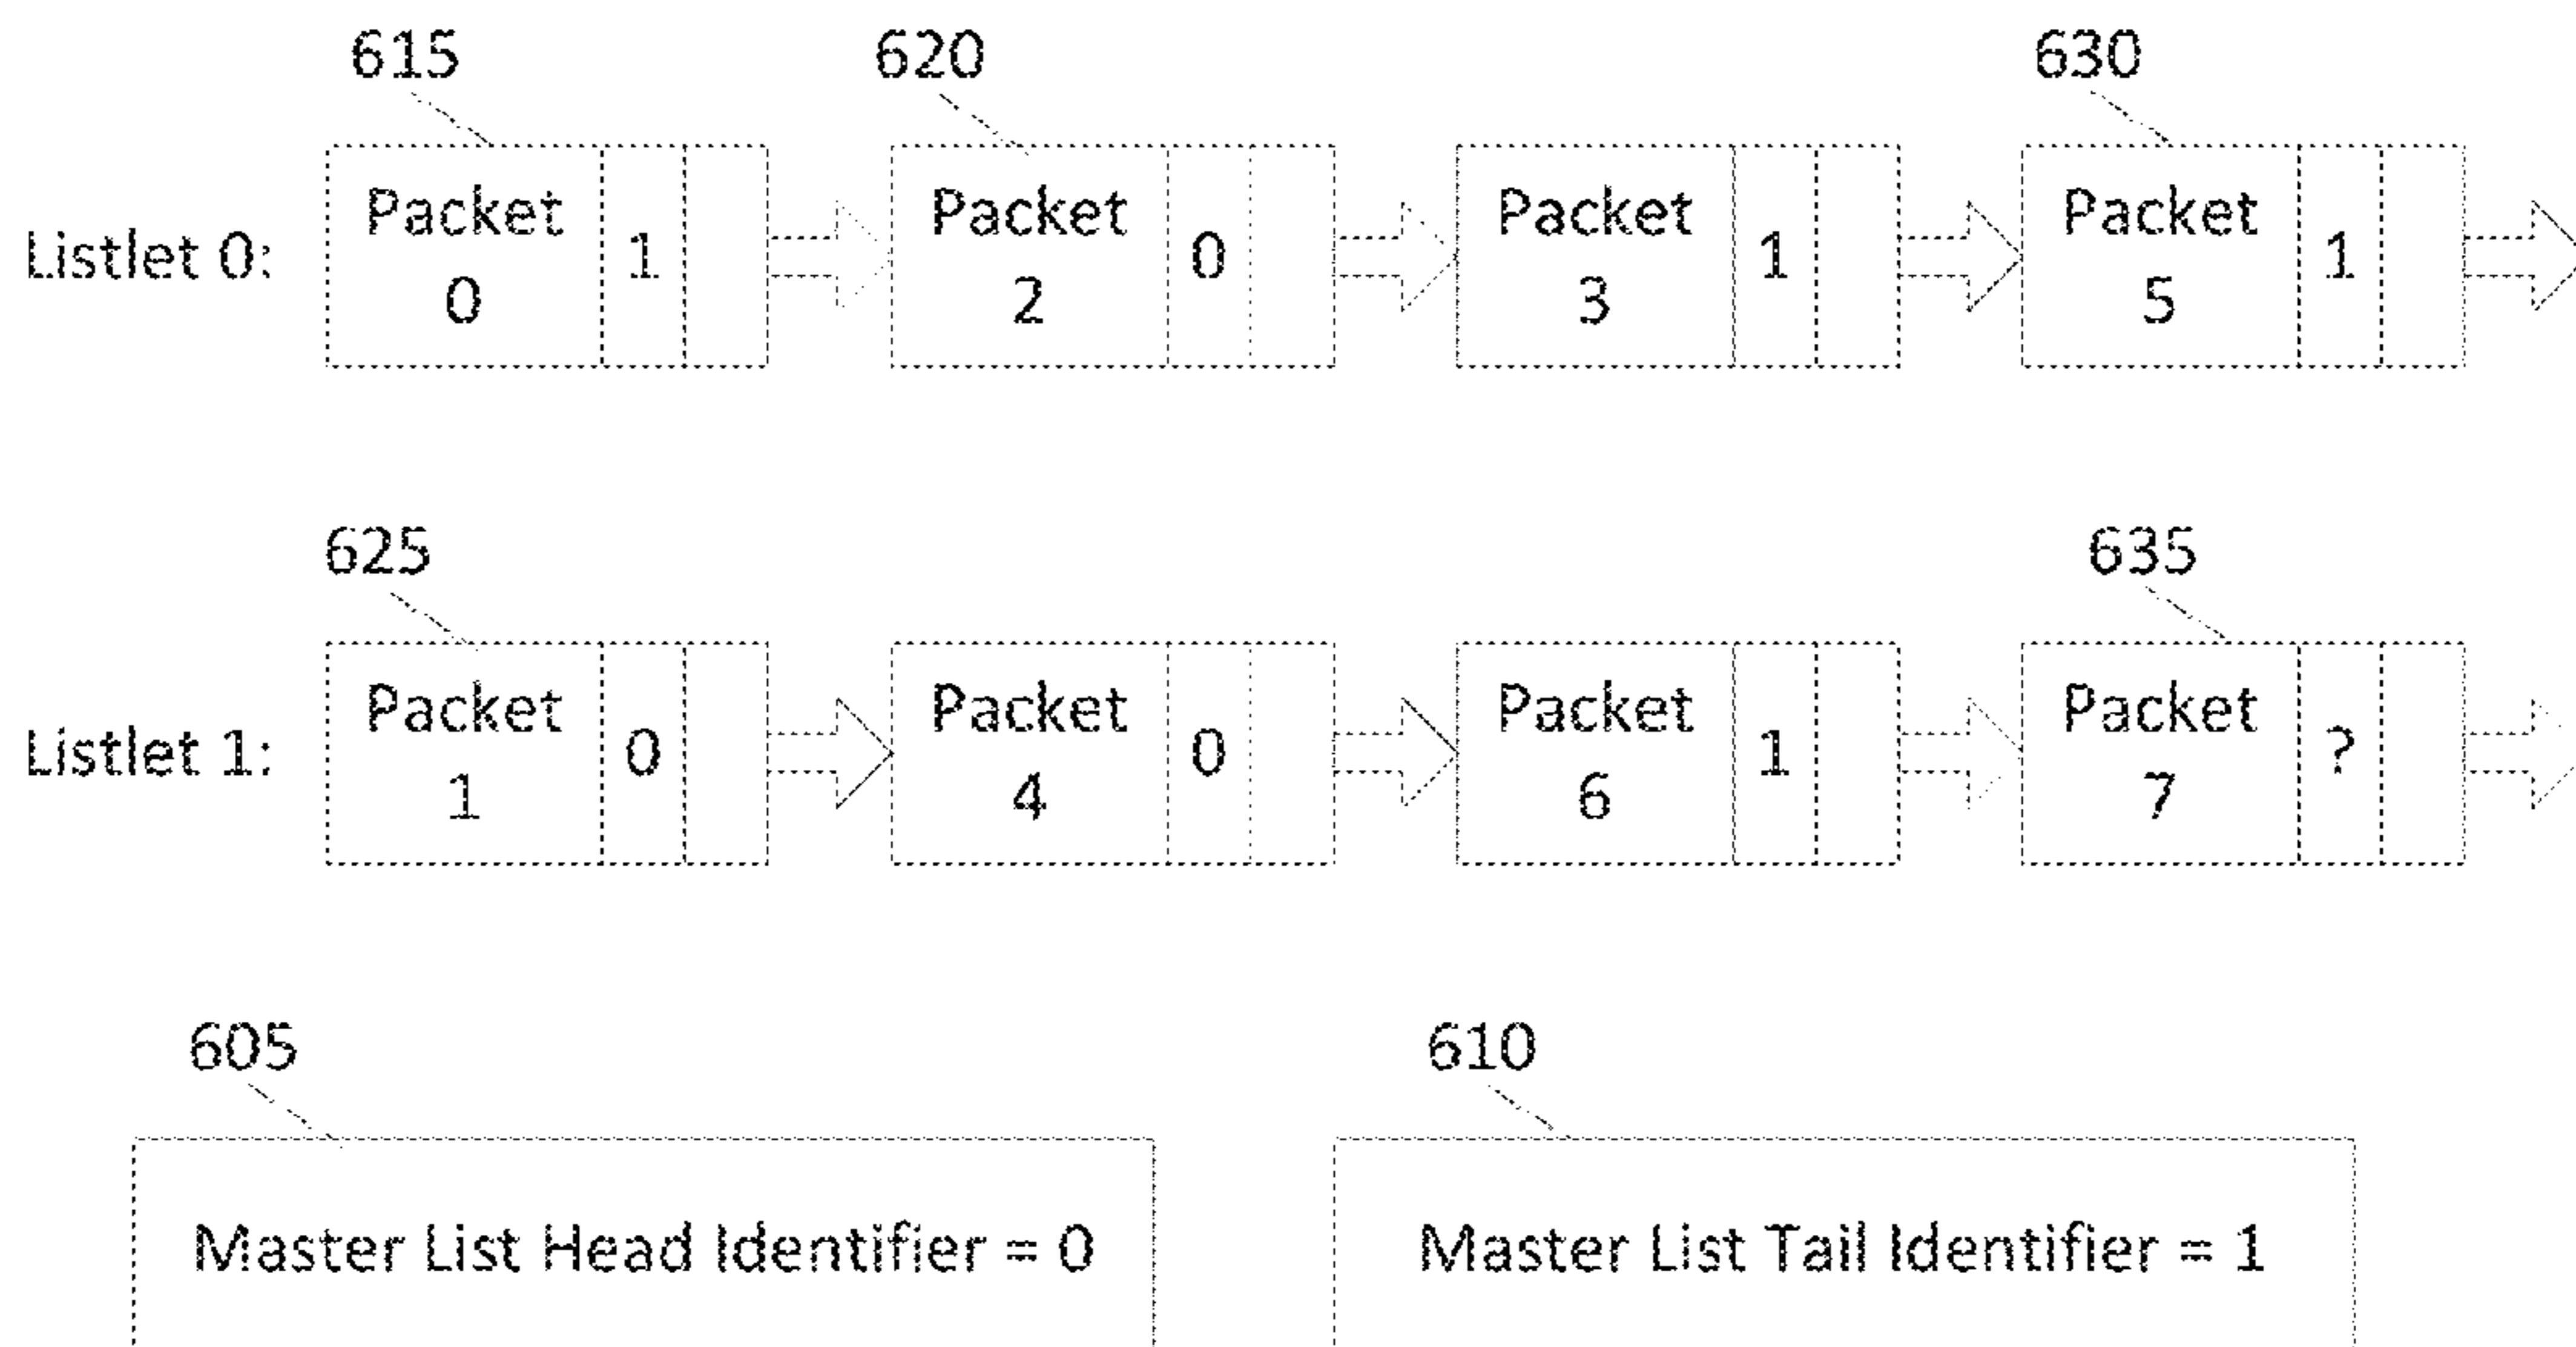 615 620 630
Listlet 0: Packet 0 1 Packet 2 0 Packet 3 1 Packet 5 1
625 635
Listlet 1: Packet 1 0 Packet 4 0 Packet 6 1 Packet 7 ?
605 610
Master List Head Identifier = 0 Master List Tail Identifier = 1